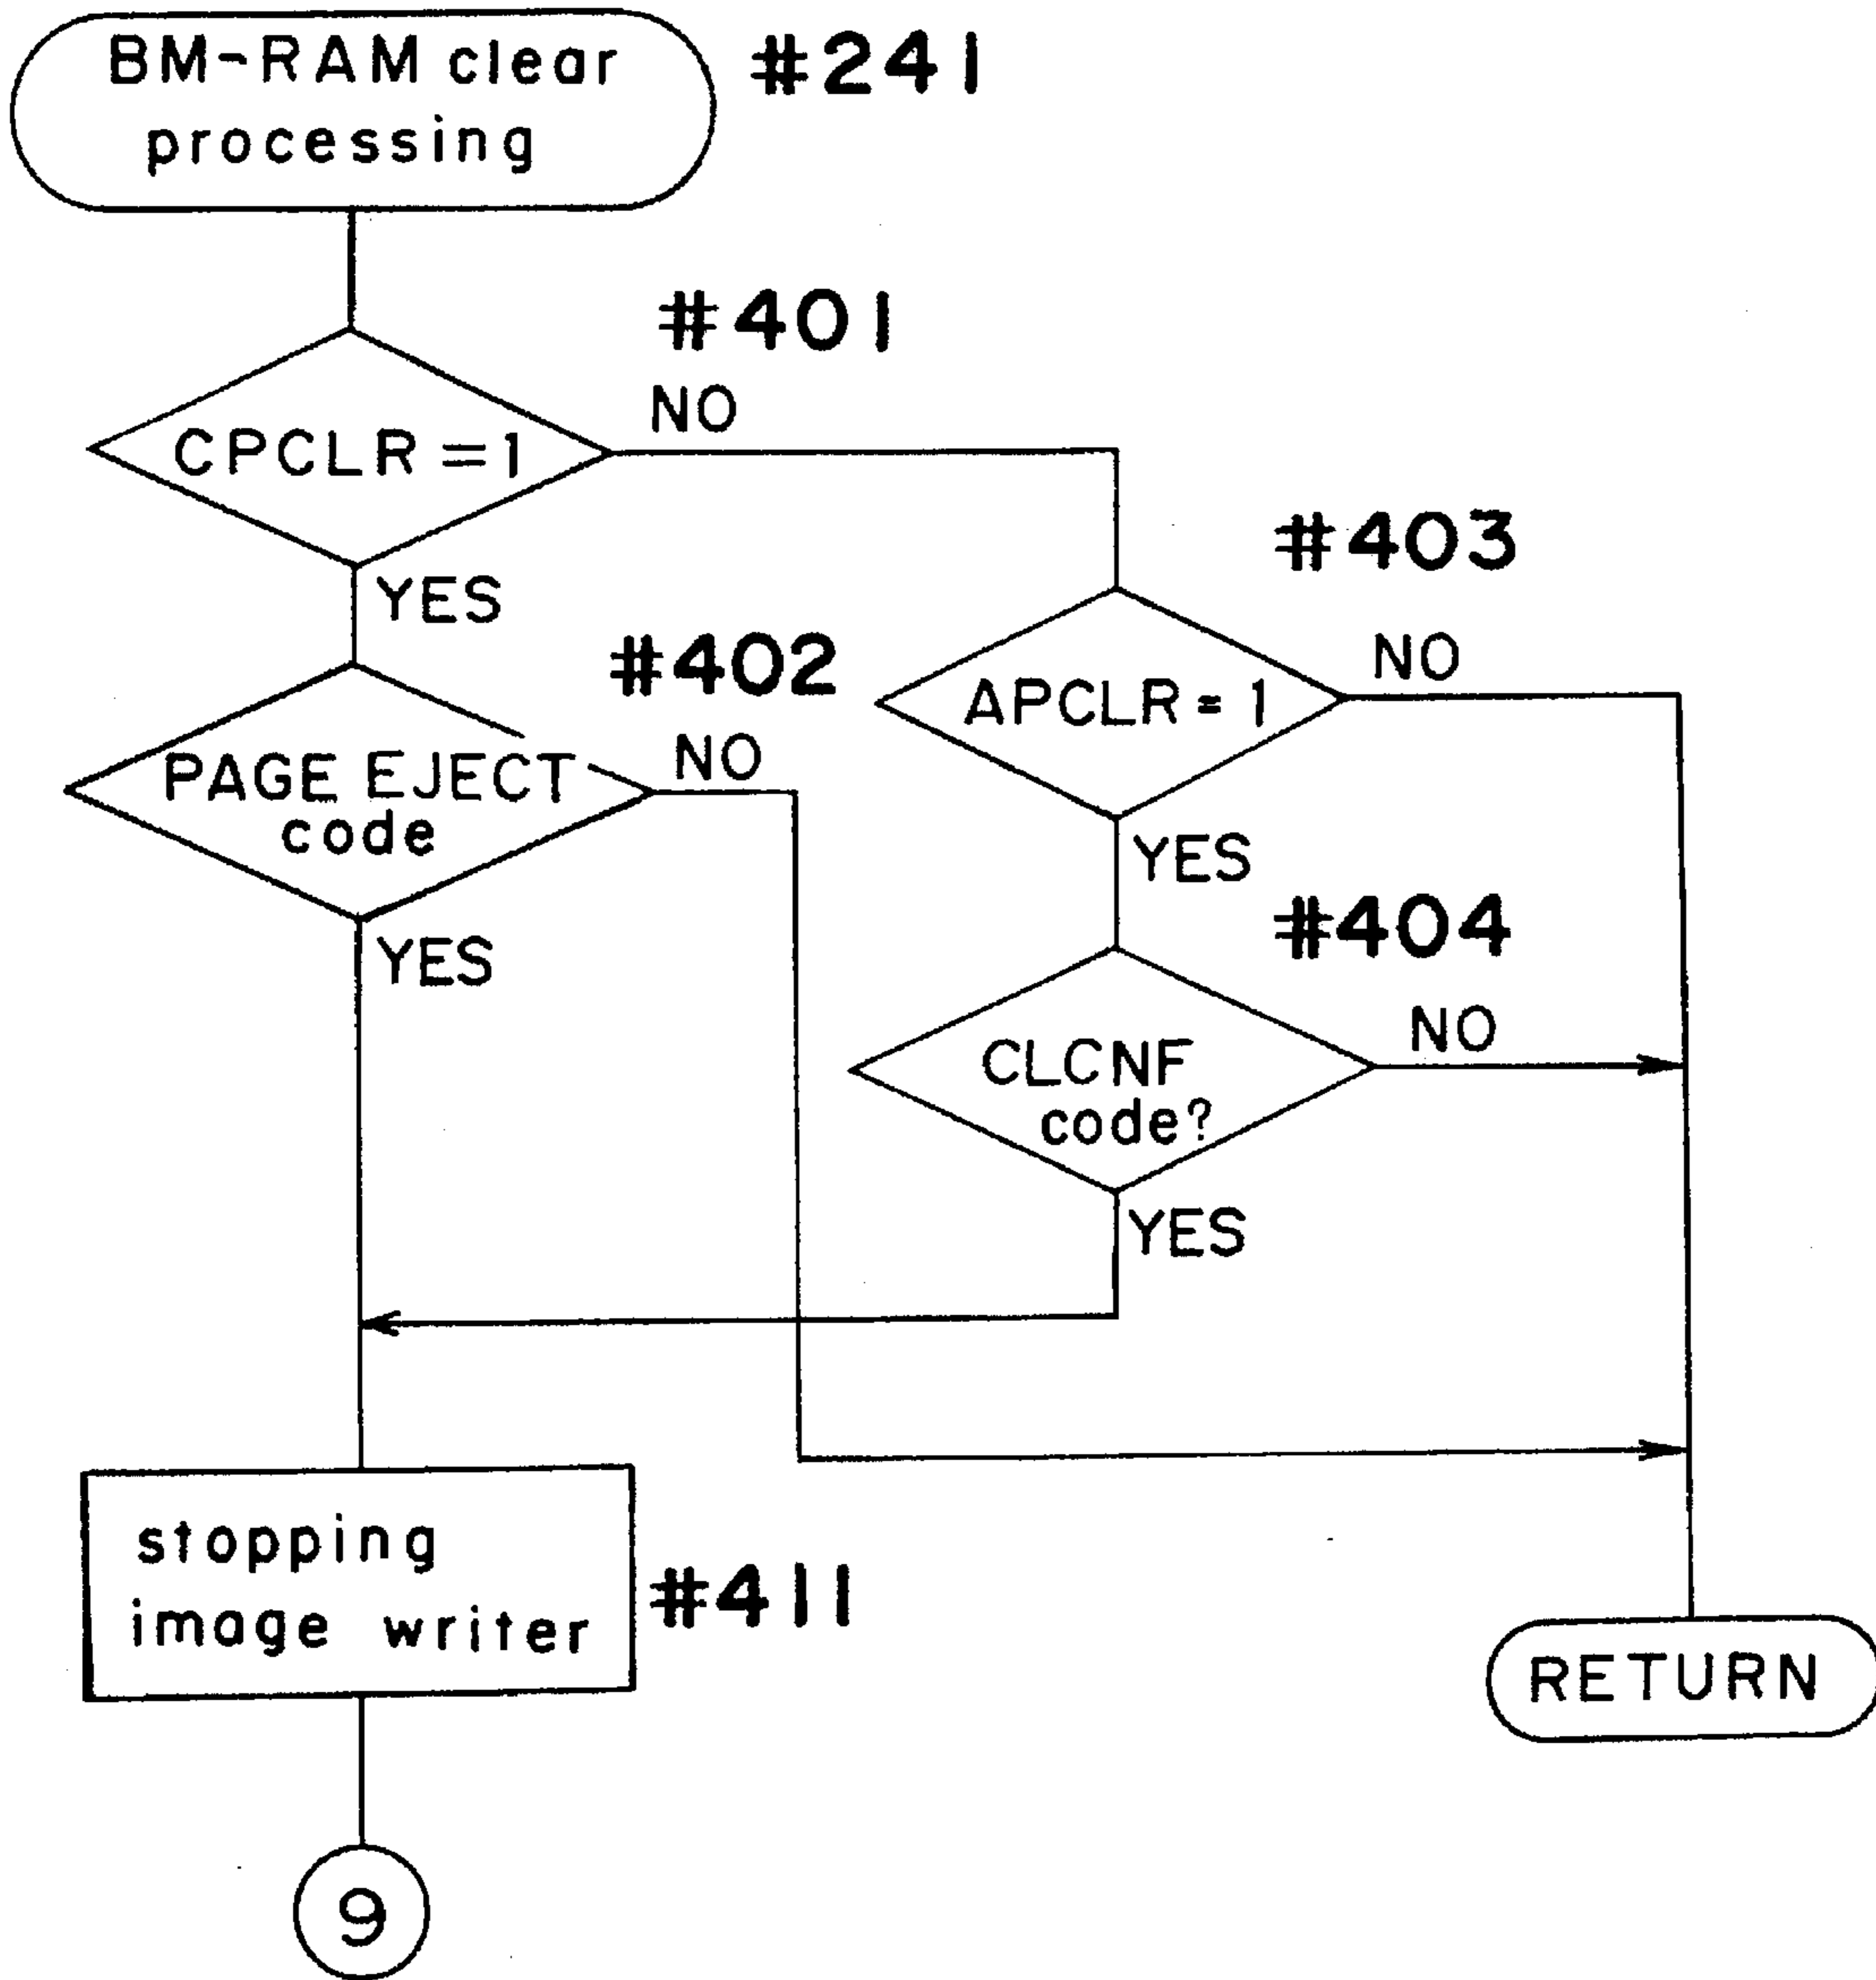 BM-RAM clear
processing
#241
#401
CPCLR = 1
NO
YES
#403
APCLR = 1
NO
YES
#402
PAGE EJECT
code
NO
YES
#404
CLCNF
code?
NO
YES
stopping
image writer
#411
RETURN
9